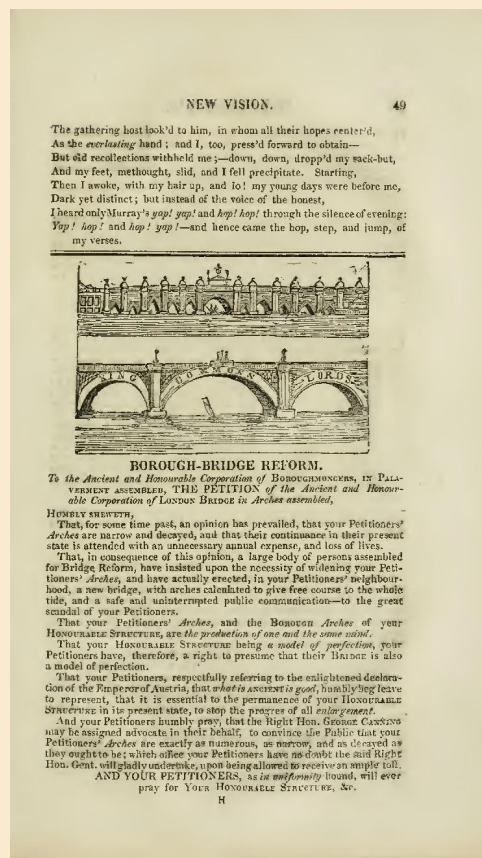 NEW VISION. 49
The gathering host look'd to him, in whom all their hopes center'd,
As the everlasting hand; and I, too, press'd forward to obtain—
But old recollections withheld me;—down, down, dropp'd my sack-but,
And my feet, methought, slid, and I fell precipitate. Starting,
Then I awoke, with my hair up, and lo! my young days were before me,
Dark yet distinct; but instead of the voice of the honest,
I heard only Murray's yap! yap! and hop! hop! through the silence of evening:
Yap! hop! and hop! yap!—and hence came the hop, step, and jump, of
my verses.
KING COMMONS LORDS
BOROUGH-BRIDGE REFORM.
To the Ancient and Honourable Corporation of BOROUGHMONGERS, IN PALA-
VERMENT ASSEMBLED, THE PETITION of the Ancient and Honour-
able Corporation of LONDON BRIDGE in Arches assembled,
HUMBLY SHEWETH,
That, for some time past, an opinion has prevailed, that your Petitioners'
Arches are narrow and decayed, and that their continuance in their present
state is attended with an unnecessary annual expense, and loss of lives.
That, in consequence of this opinion, a large body of persons assembled
for Bridge Reform, have insisted upon the necessity of widening your Peti-
tioners' Arches, and have actually erected, in your Petitioners' neighbour-
hood, a new bridge, with arches calculated to give free course to the whole
tide, and a safe and uninterrupted public communication—to the great
scandal of your Petitioners.
That your Petitioners' Arches, and the BOROUGH Arches of your
HONOURABLE STRUCTURE, are the production of one and the same mind.
That your HONOURABLE STRUCTURE being a model of perfection, your
Petitioners have, therefore, a right to presume that their BRIDGE is also
a model of perfection.
That your Petitioners, respectfully referring to the enlightened declara-
tion of the Emperor of Austria, that what is ANCIENT is good, humbly beg leave
to represent, that it is essential to the permanence of your HONOURABLE
STRUCTURE in its present state, to stop the progres of all enlargement.
And your Petitioners humbly pray, that the Right Hon. GEORGE CANNING
may be assigned advocate in their behalf, to convince the Public that your
Petitioners' Arches are exactly as numerous, as narrow, and as decayed as
they ought to be; which office your Petitioners have no doubt the said Right
Hon. Gent. will gladly undertake, upon being allowed to receive an ample toll.
AND YOUR PETITIONERS, as in uniformity bound, will ever
pray for YOUR HONOURABLE STRUCTURE, &c.
H